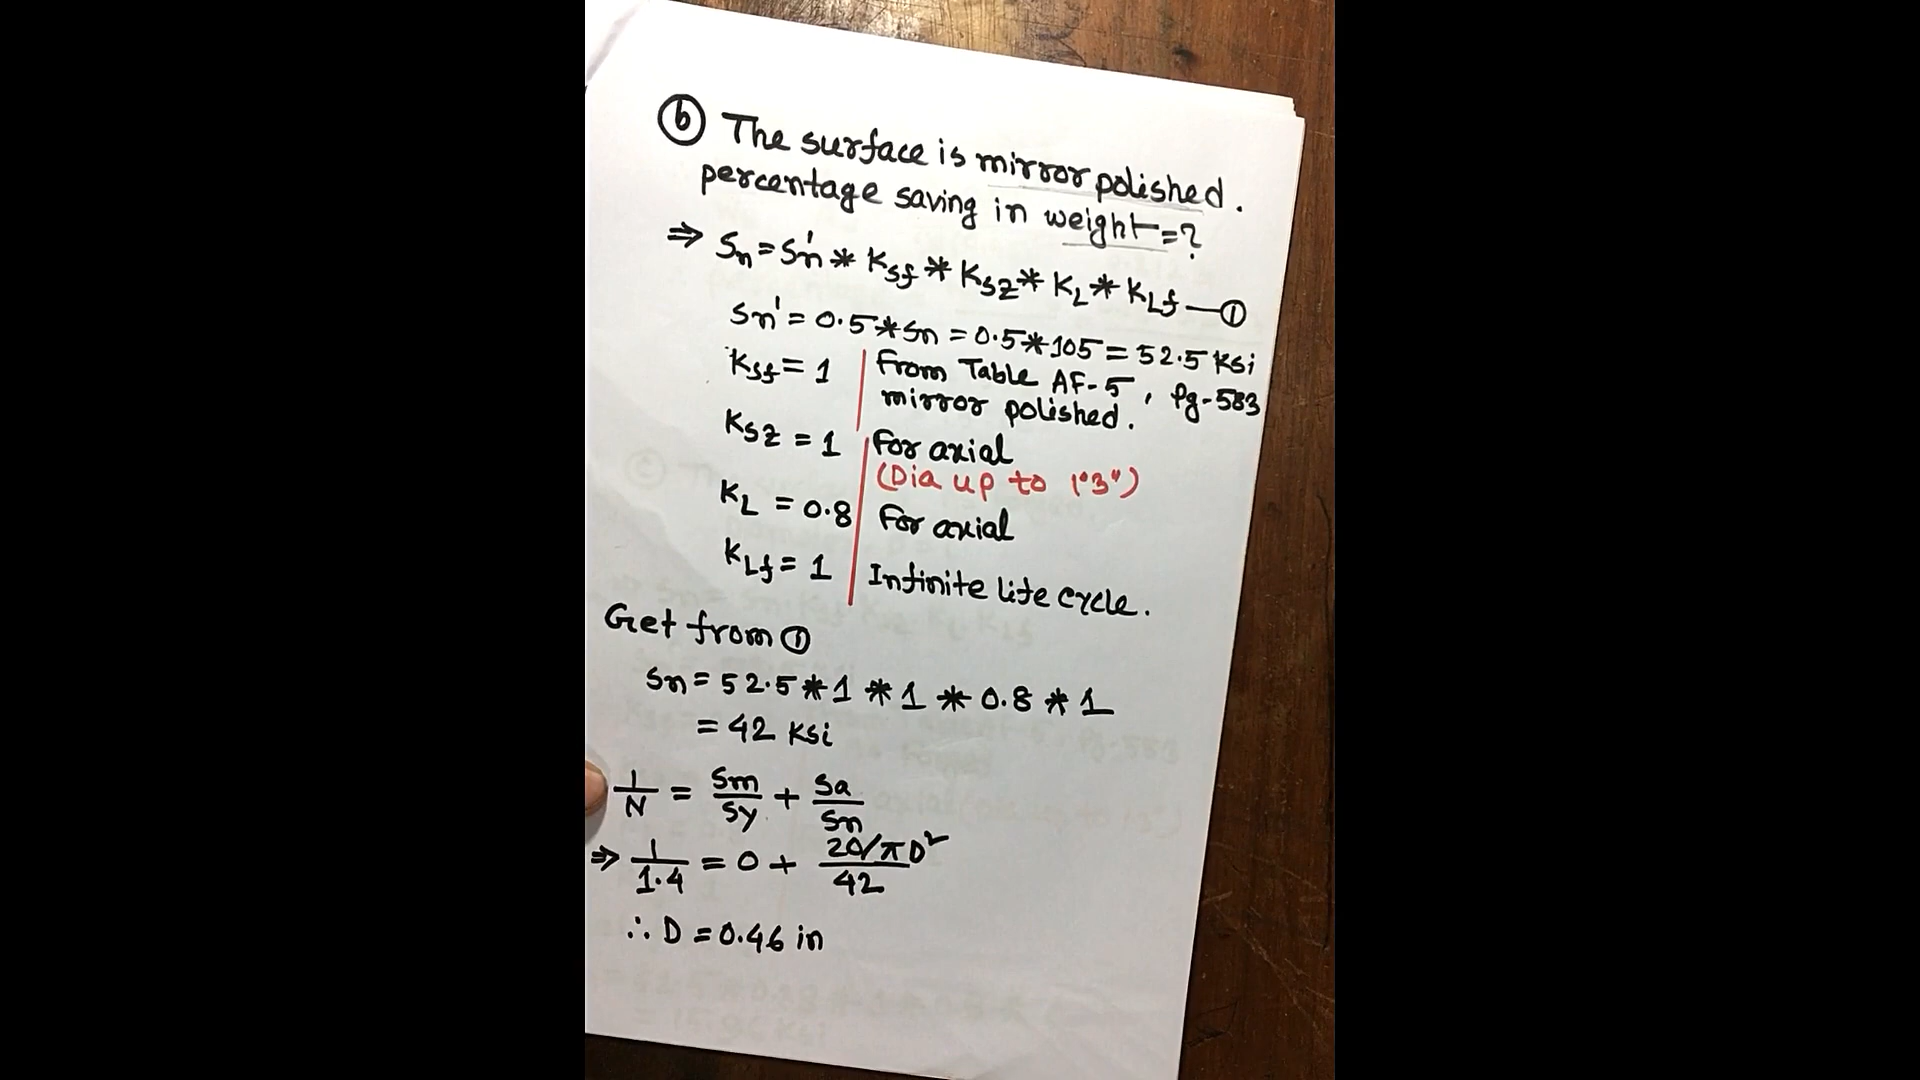 ⓑ The surface is mirror polished.
percentage saving in weight = ?
⇒ Sn = Sn' * Ksf * Ksz * KL * KLf — ①
Sn' = 0.5 * Sn = 0.5 * 105 = 52.5 Ksi
Ksf = 1 | From Table AF-5, Pg-583
mirror polished.
Ksz = 1 | For axial
(Dia up to 1.3")
KL = 0.8 | For axial
KLf = 1 | Infinite life cycle.
Get from ①
Sn = 52.5 * 1 * 1 * 0.8 * 1
= 42 Ksi
1/N = Sm/Sy + Sa/Sn
⇒ 1/1.4 = 0 + (20/πD²)/42
∴ D = 0.46 in